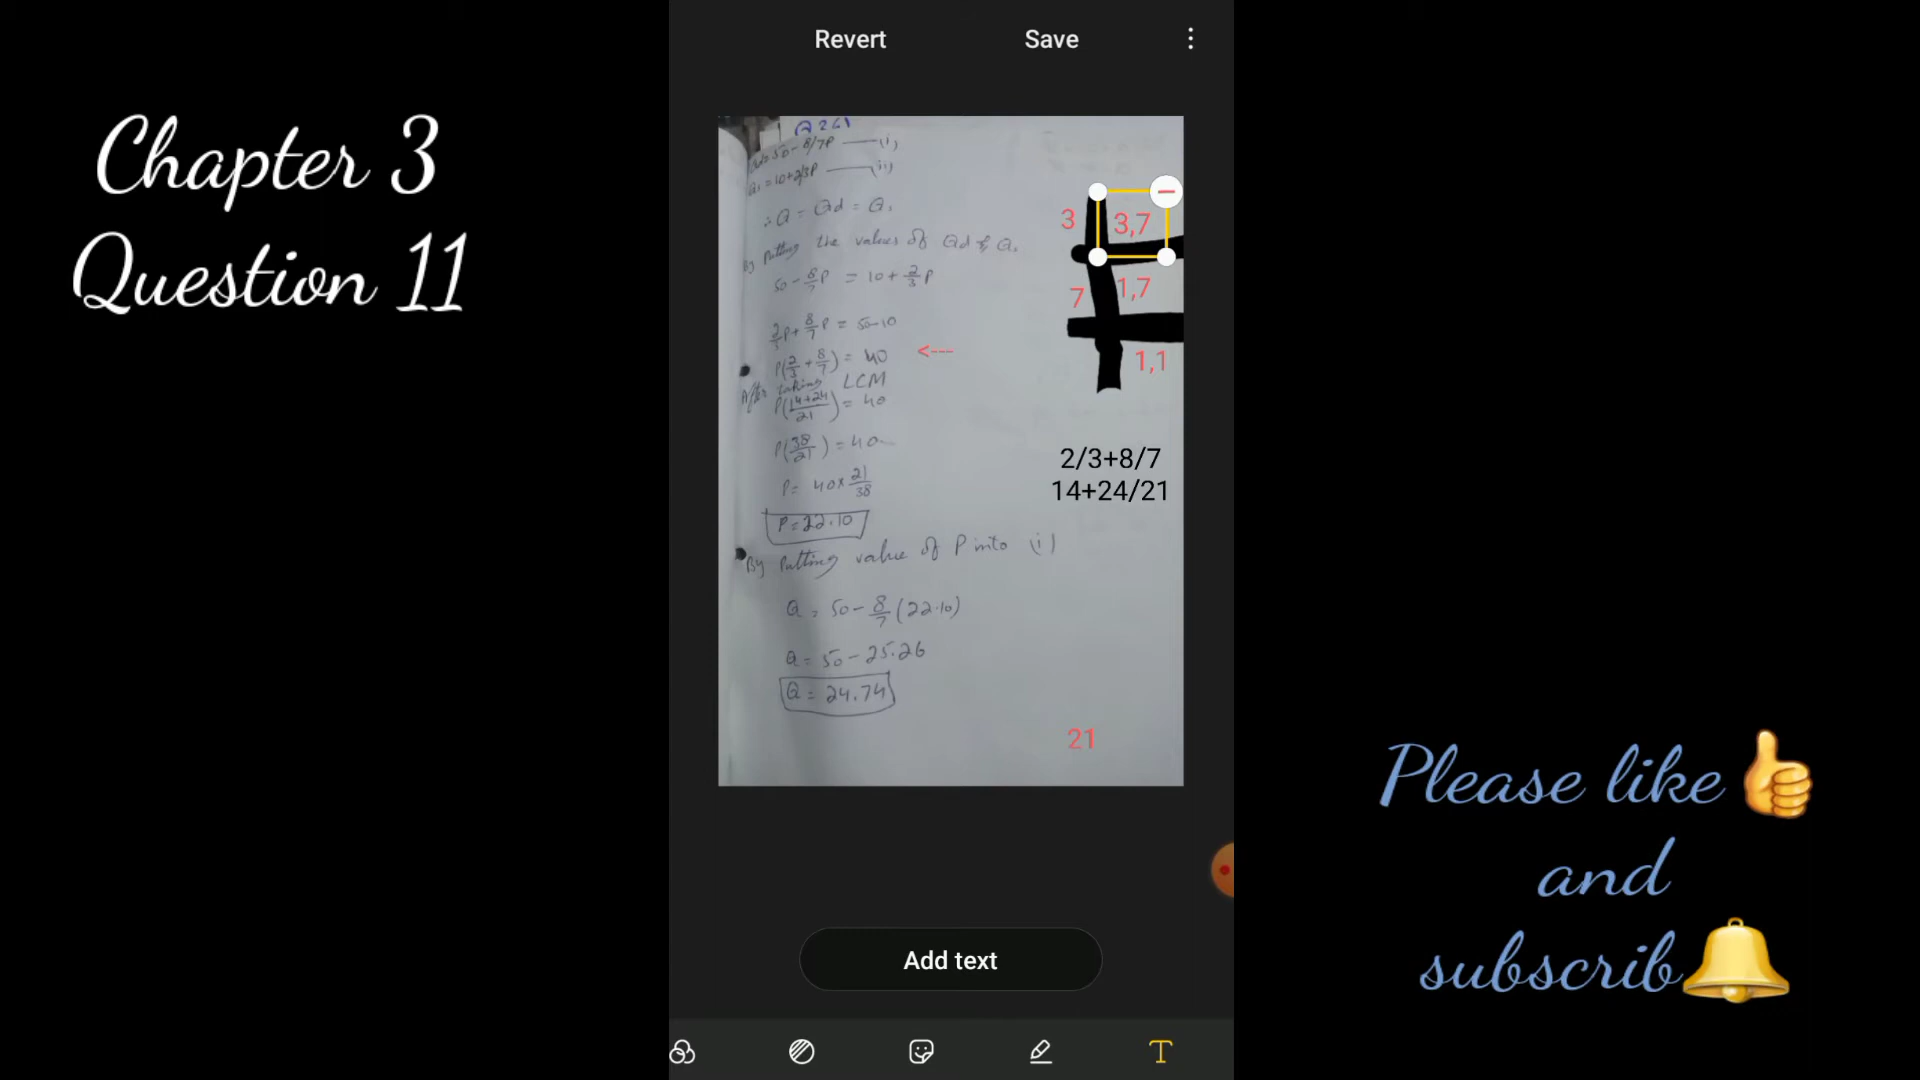 Chapter 3
Question 11
Revert
Save
Qd = 50 - 8/7P —— (i)
Qs = 10 + 2/3P —— (ii)
∴ Q = Qd = Qs
By Putting the values of Qd & Qs
50 - 8/7 P = 10 + 2/3 P
2/3 P + 8/7 P = 50 - 10
P(2/3 + 8/7) = 40
<---
After taking LCM
P(14+24/21) = 40
P(38/21) = 40
P = 40 × 21/38
P = 22.10
By Putting value of P into (i)
Q = 50 - 8/7 (22.10)
Q = 50 - 25.26
Q = 24.74
3
3,7
7
1,7
1,1
2/3+8/7
14+24/21
21
Add text
T
Please like
and
subscrib